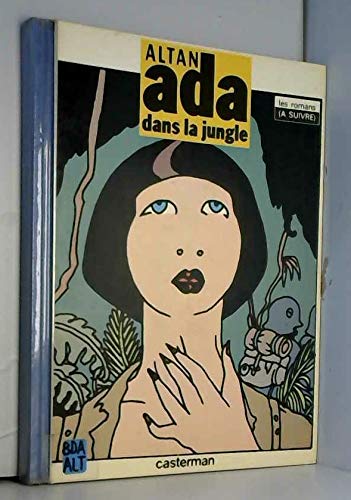 ALTAN
ada
dans la jungle
les romans
(A SUIVRE)
BDA
ALT
casterman